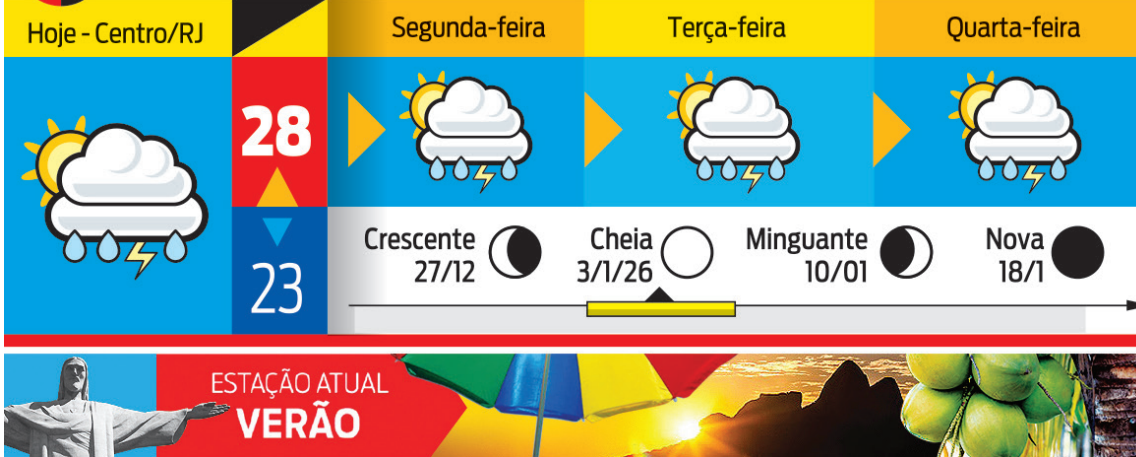 Hoje - Centro/RJ
Segunda-feira
Terça-feira
Quarta-feira
28
23
Crescente
27/12
Cheia
3/1/26
Minguante
10/01
Nova
18/1
ESTAÇÃO ATUAL
VERÃO